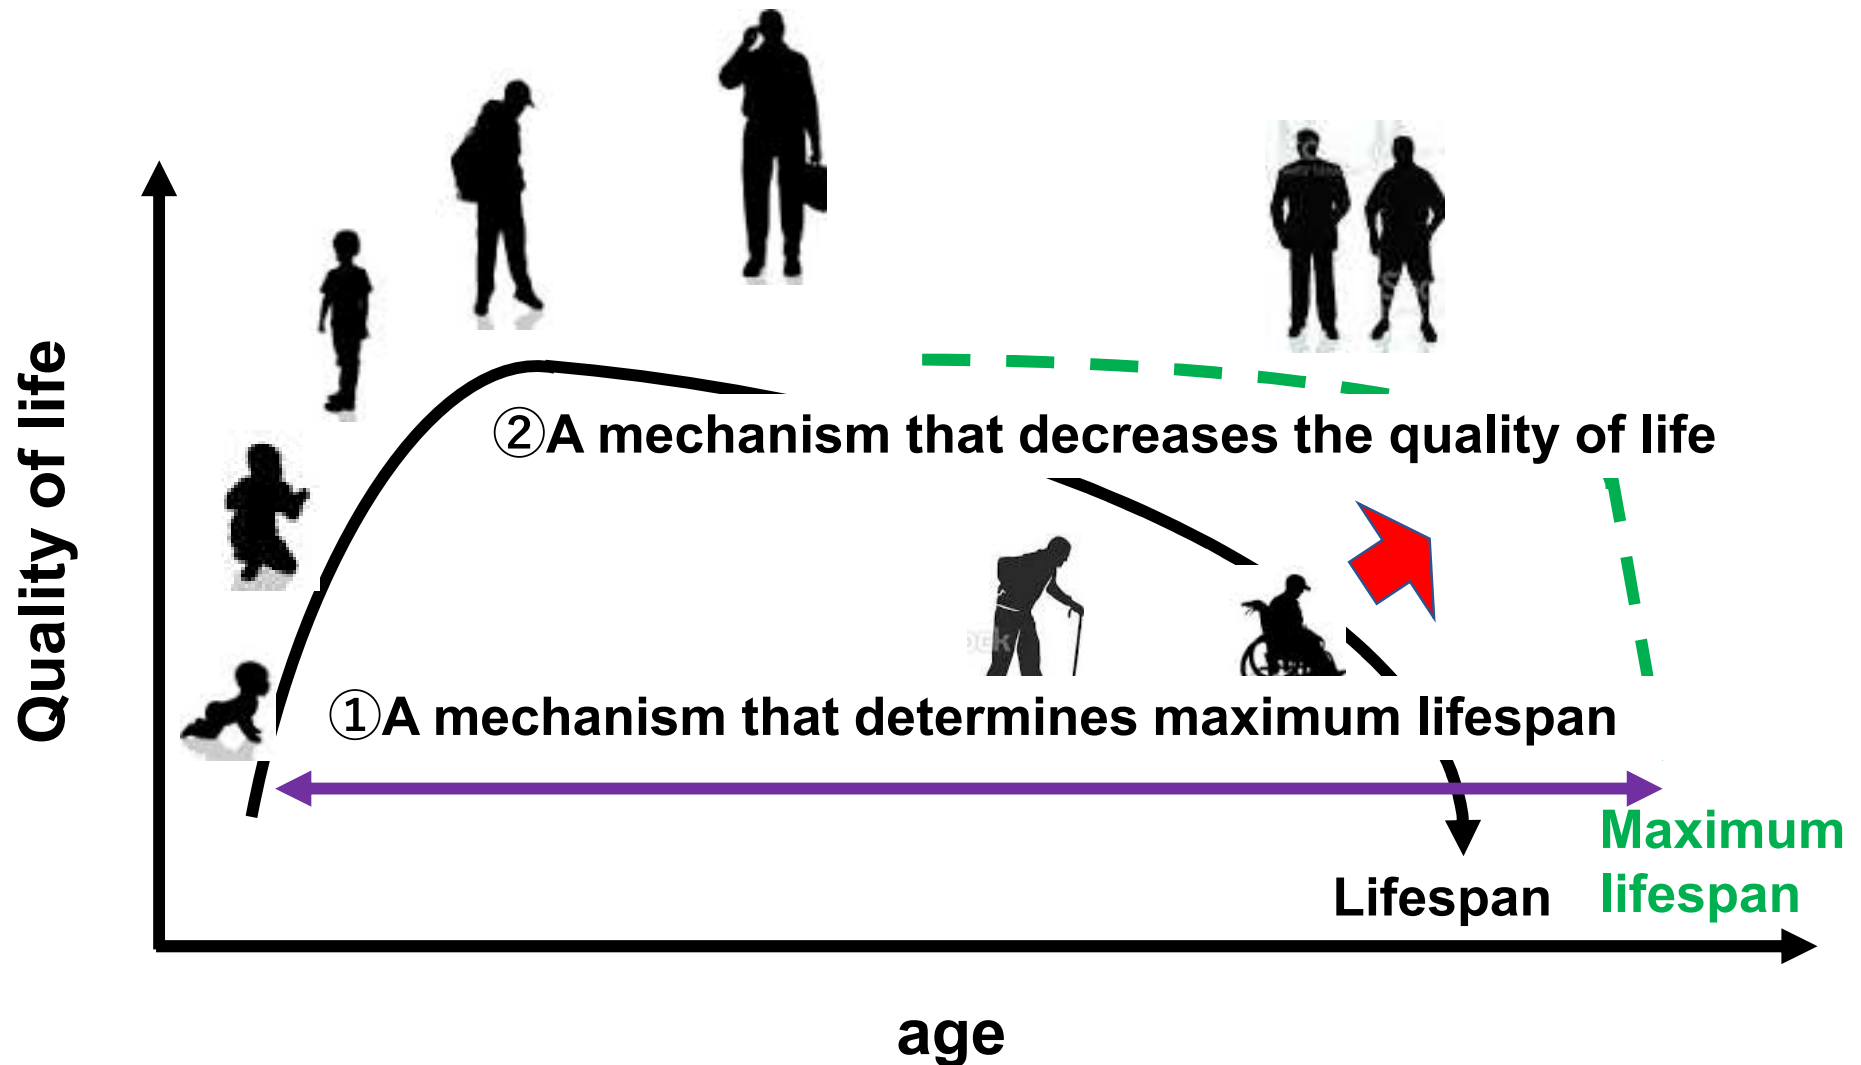 Quality of life
②A mechanism that decreases the quality of life
①A mechanism that determines maximum lifespan
Maximum
lifespan
Lifespan
age